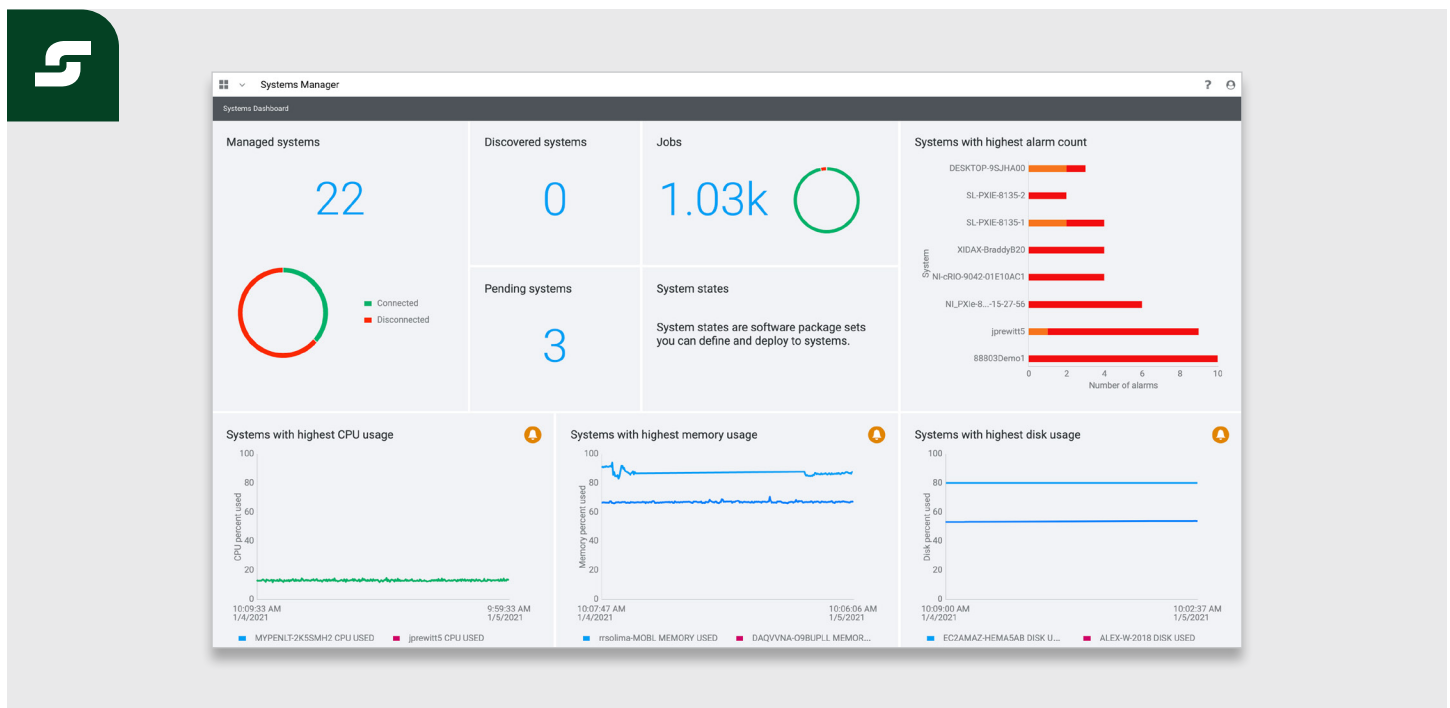 Systems Manager
?
Systems Dashboard
Managed systems
22
Connected
Disconnected
Discovered systems
0
Jobs
1.03k
Pending systems
3
System states
System states are software package sets
you can define and deploy to systems.
Systems with highest alarm count
System
DESKTOP-9SJHA00
SL-PXIE-8135-2
SL-PXIE-8135-1
XIDAX-BraddyB20
NI-cRIO-9042-01E10AC1
NI_PXIe-8...-15-27-56
jprewitt5
88803Demo1
0 2 4 6 8 10
Number of alarms
Systems with highest CPU usage
CPU percent used
100
80
60
40
20
0
10:09:33 AM 9:59:33 AM
1/4/2021 1/5/2021
MYPENLT-2K5SMH2 CPU USED jprewitt5 CPU USED
Systems with highest memory usage
Memory percent used
100
80
60
40
20
0
10:07:47 AM 10:06:06 AM
1/4/2021 1/5/2021
rrsolima-MOBL MEMORY USED DAQVVNA-O9BUPLL MEMOR...
Systems with highest disk usage
Disk percent used
100
80
60
40
20
0
10:09:00 AM 10:02:37 AM
1/4/2021 1/5/2021
EC2AMAZ-HEMA5AB DISK U... ALEX-W-2018 DISK USED